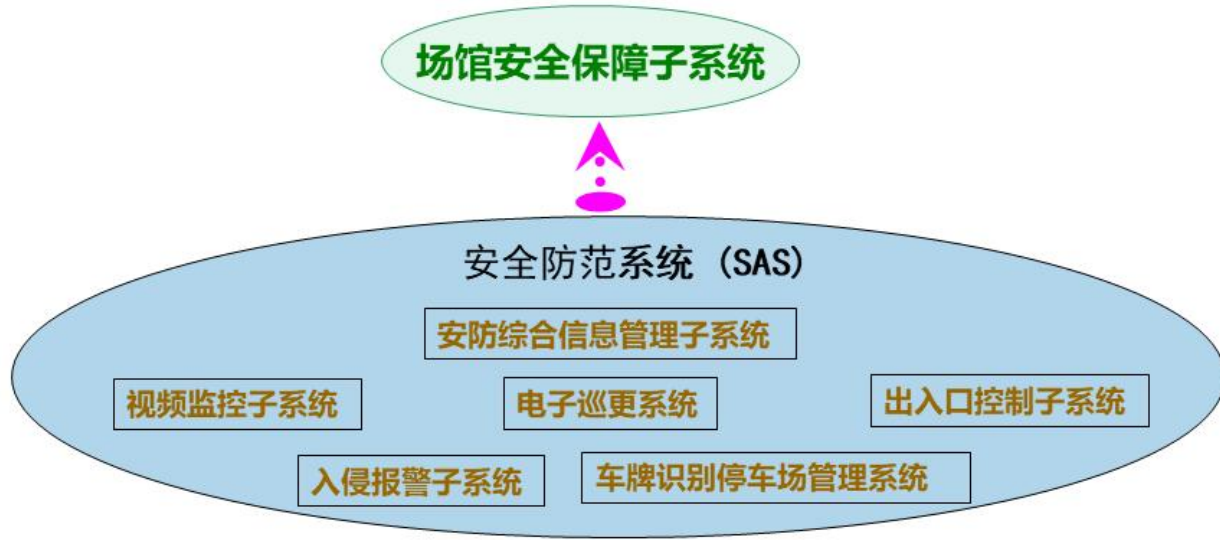 场馆安全保障子系统
安全防范系统 (SAS)
安防综合信息管理子系统
视频监控子系统
电子巡更系统
出入口控制子系统
入侵报警子系统
车牌识别停车场管理系统